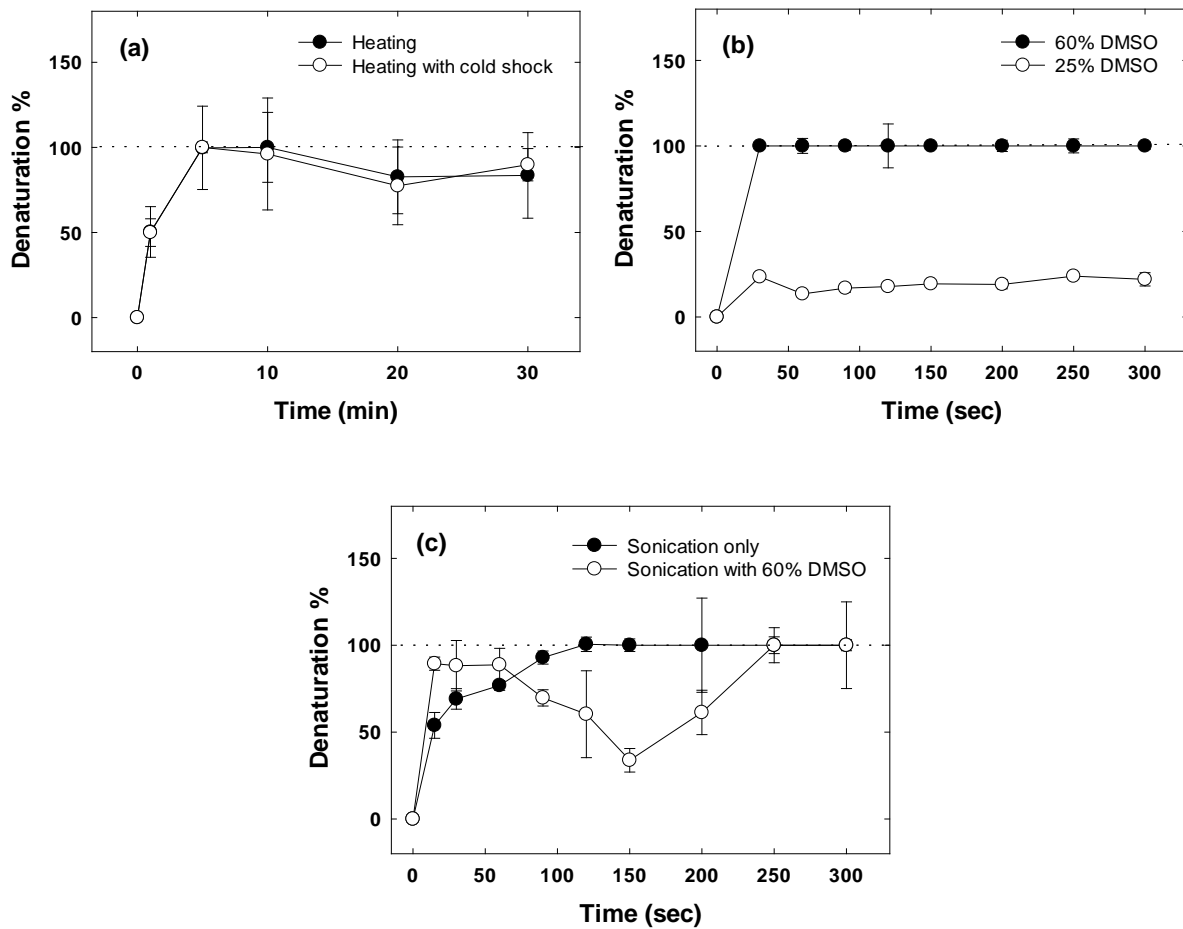 (a)
Heating
Heating with cold shock
150
100
50
0
Denaturation %
0 10 20 30
Time (min)
(b)
60% DMSO
25% DMSO
150
100
50
0
Denaturation %
0 50 100 150 200 250 300
Time (sec)
(c)
Sonication only
Sonication with 60% DMSO
150
100
50
0
Denaturation %
0 50 100 150 200 250 300
Time (sec)